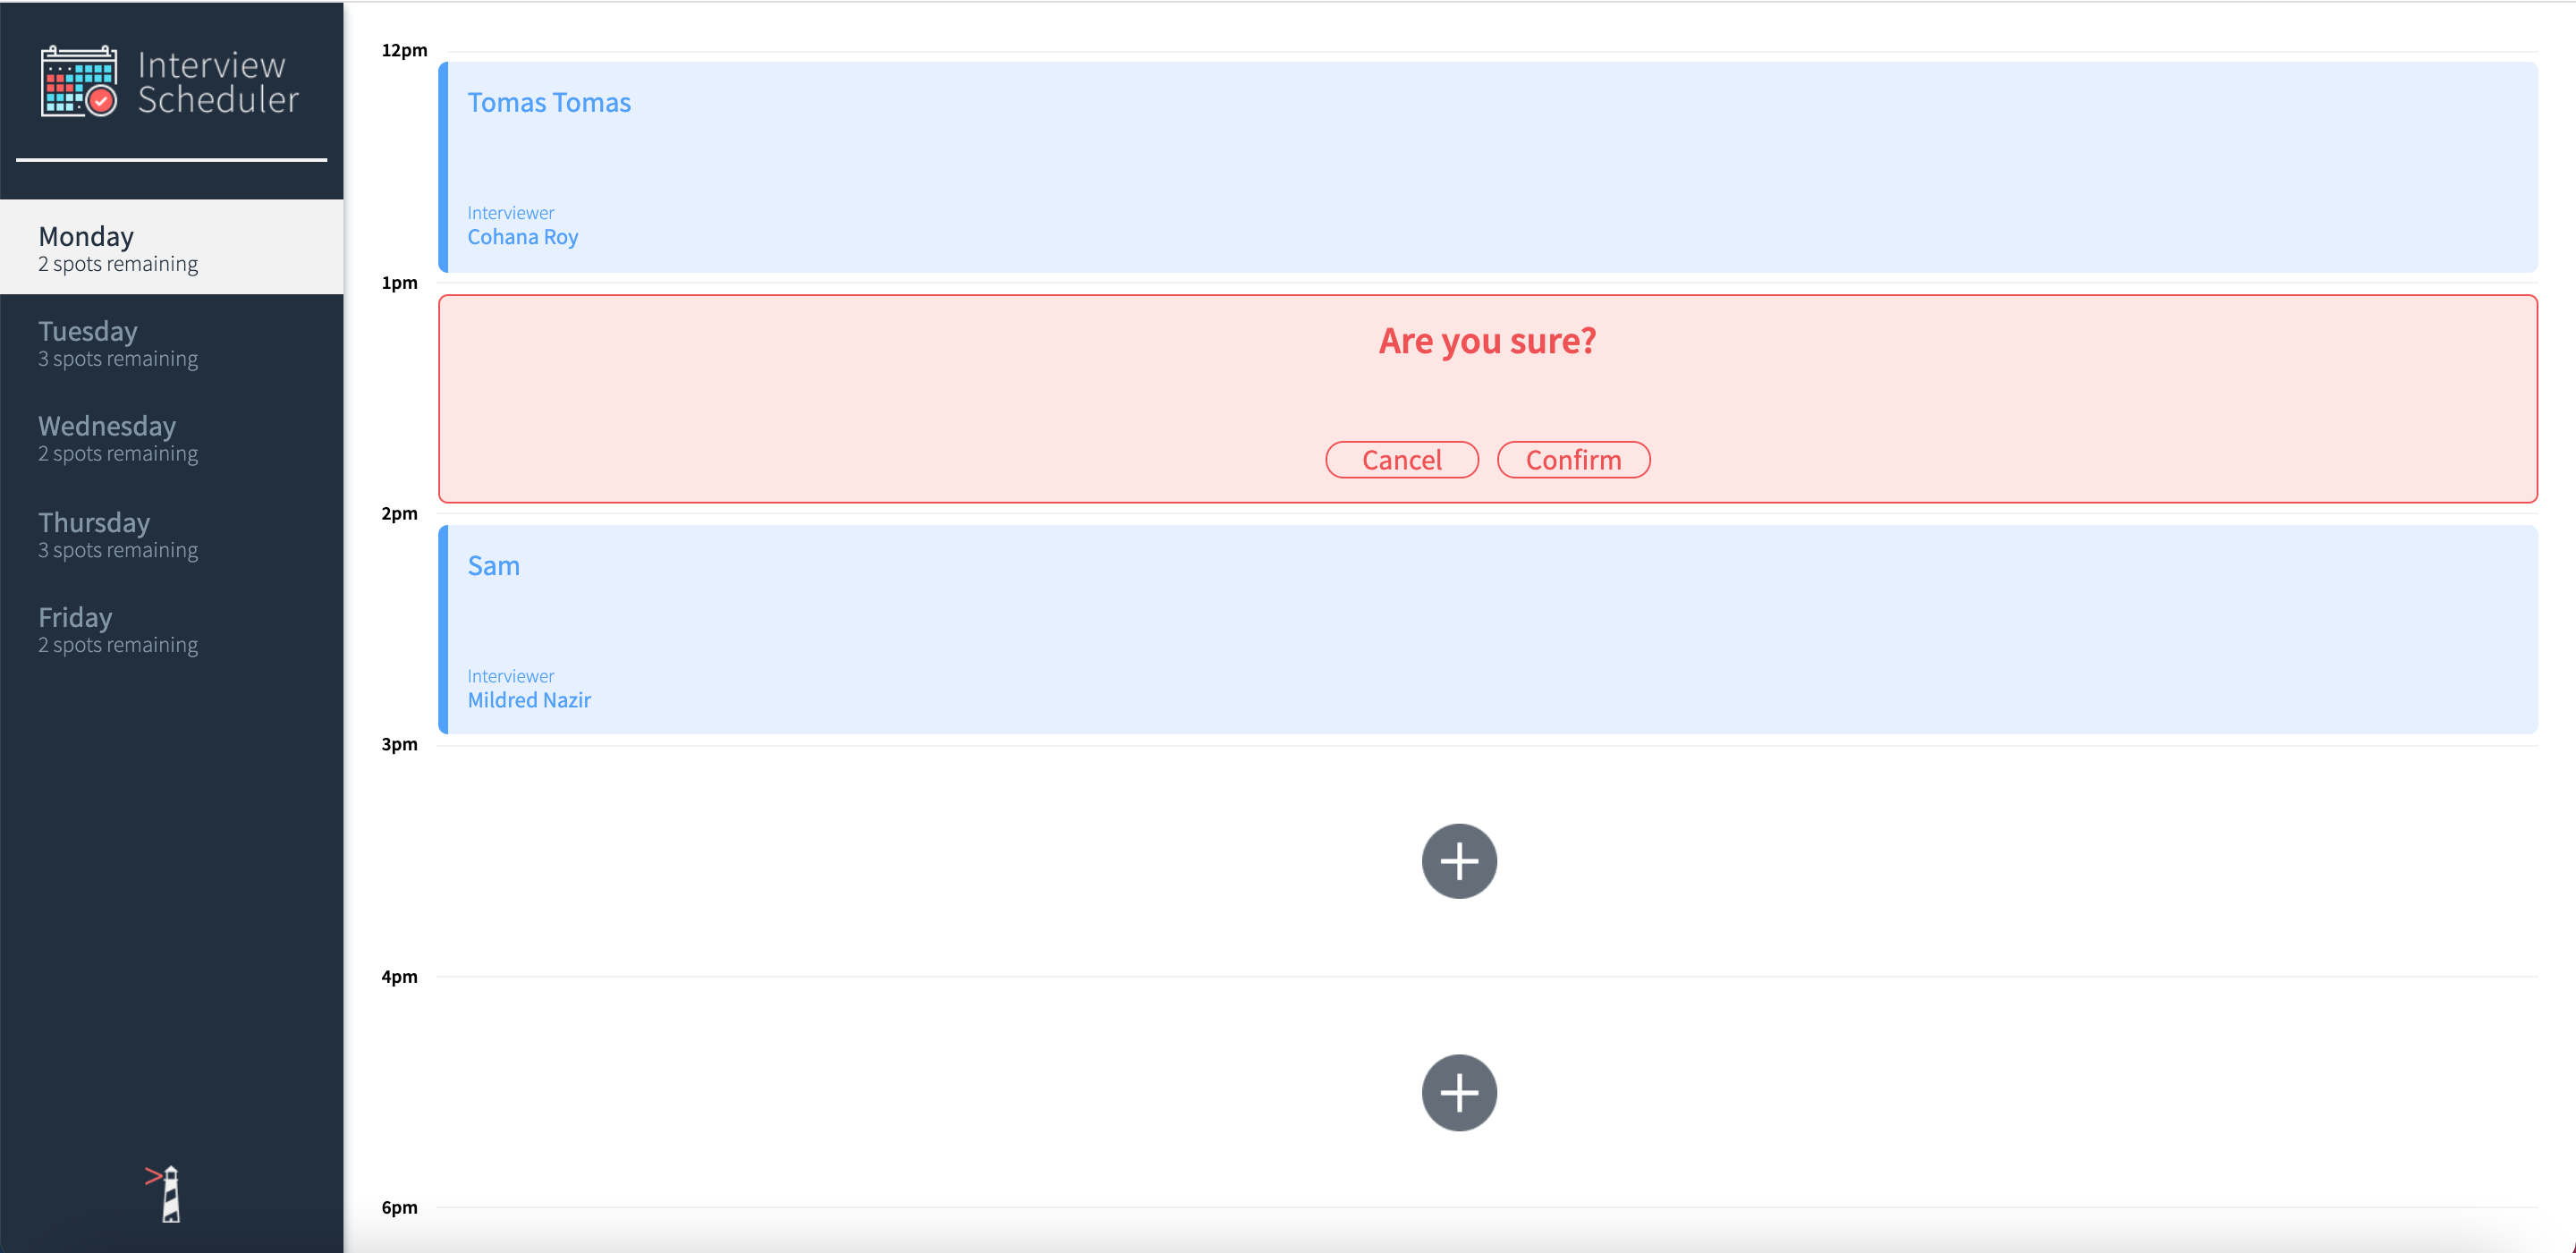 Interview
Scheduler
Monday
2 spots remaining
Tuesday
3 spots remaining
Wednesday
2 spots remaining
Thursday
3 spots remaining
Friday
2 spots remaining
12pm
Tomas Tomas
Interviewer
Cohana Roy
1pm
Are you sure?
Cancel Confirm
2pm
Sam
Interviewer
Mildred Nazir
3pm
4pm
6pm